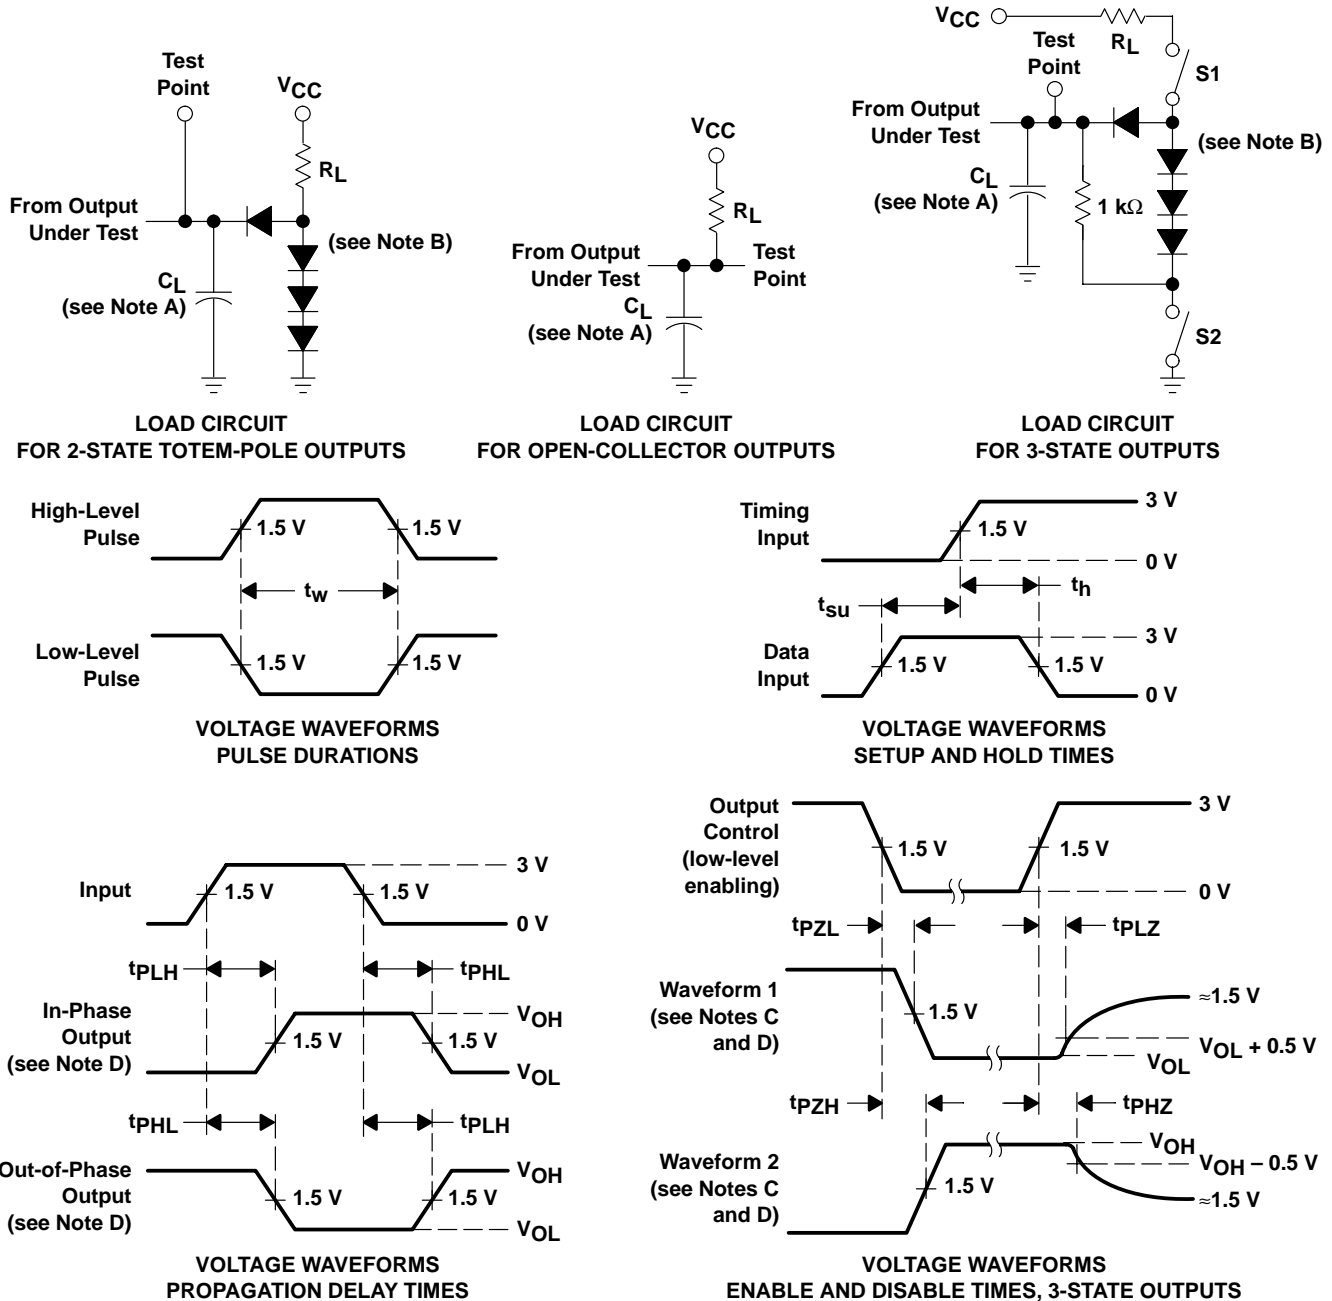 Test
Point
VCC
RL
From Output
Under Test
(see Note B)
CL
(see Note A)
LOAD CIRCUIT
FOR 2-STATE TOTEM-POLE OUTPUTS
VCC
RL
From Output
Under Test
Test
Point
CL
(see Note A)
LOAD CIRCUIT
FOR OPEN-COLLECTOR OUTPUTS
VCC
RL
Test
Point
S1
From Output
Under Test
(see Note B)
CL
(see Note A)
1 kΩ
S2
LOAD CIRCUIT
FOR 3-STATE OUTPUTS
High-Level
Pulse
1.5 V
1.5 V
tw
Low-Level
Pulse
1.5 V
1.5 V
VOLTAGE WAVEFORMS
PULSE DURATIONS
Timing
Input
3 V
1.5 V
0 V
th
tsu
3 V
Data
Input
1.5 V
1.5 V
0 V
VOLTAGE WAVEFORMS
SETUP AND HOLD TIMES
3 V
Input
1.5 V
1.5 V
0 V
tPLH
tPHL
In-Phase
Output
(see Note D)
VOH
1.5 V
1.5 V
VOL
tPHL
tPLH
Out-of-Phase
Output
(see Note D)
VOH
1.5 V
1.5 V
VOL
VOLTAGE WAVEFORMS
PROPAGATION DELAY TIMES
Output
Control
(low-level
enabling)
3 V
1.5 V
1.5 V
0 V
tPZL
tPLZ
Waveform 1
(see Notes C
and D)
≈1.5 V
1.5 V
VOL + 0.5 V
VOL
tPZH
tPHZ
Waveform 2
(see Notes C
and D)
VOH
VOH – 0.5 V
1.5 V
≈1.5 V
VOLTAGE WAVEFORMS
ENABLE AND DISABLE TIMES, 3-STATE OUTPUTS